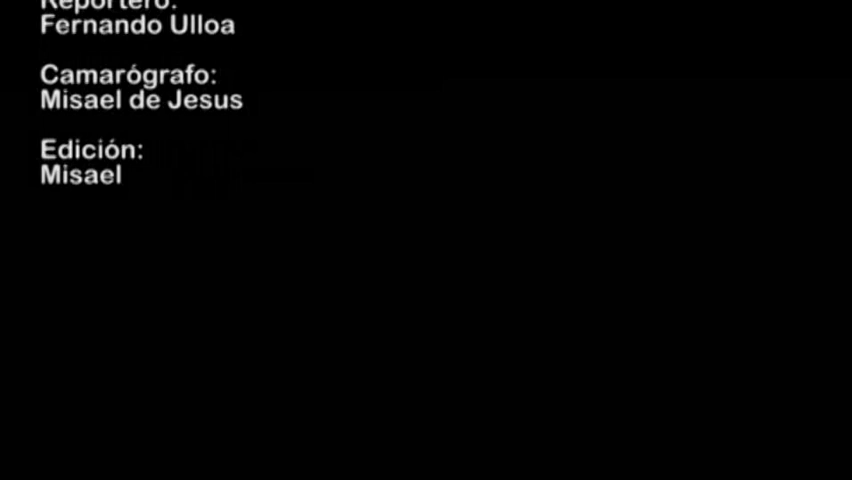 Reportero:
Fernando Ulloa
Camarógrafo:
Misael de Jesus
Edición:
Misael